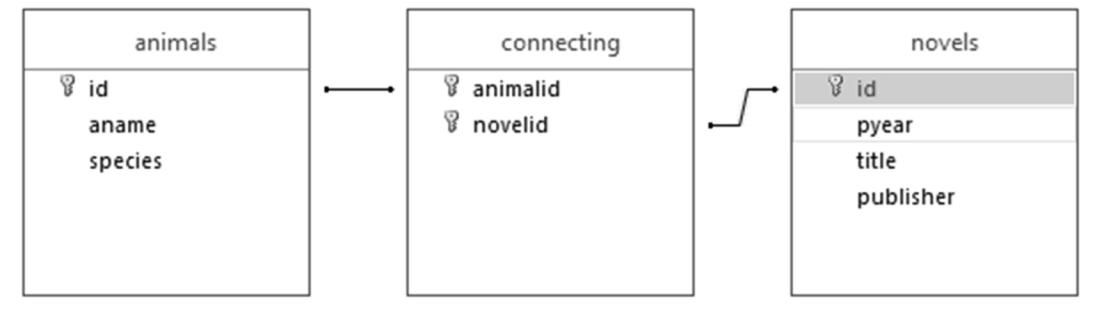 animals
id
aname
species
connecting
animalid
novelid
novels
id
pyear
title
publisher